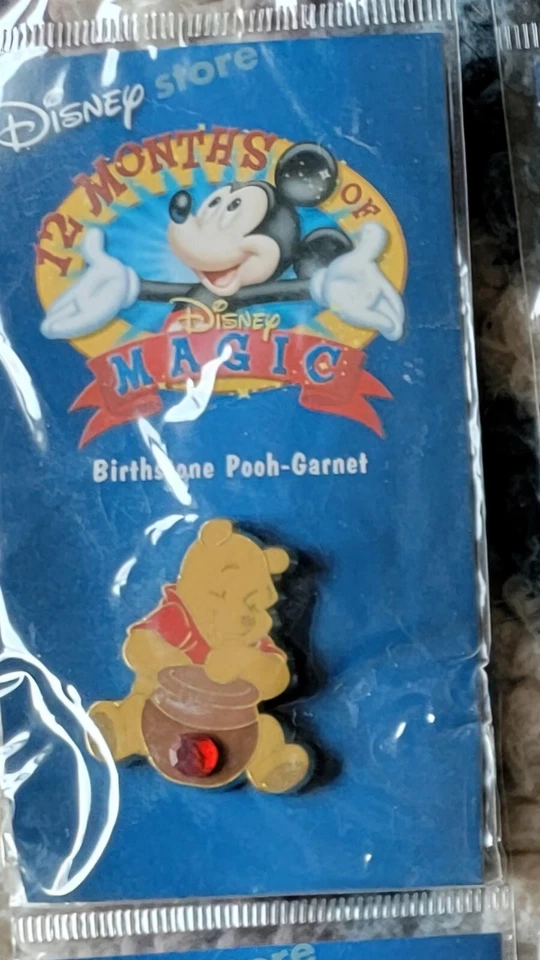 Disney store
12 MONTHS OF
Disney
MAGIC
Birthstone Pooh-Garnet